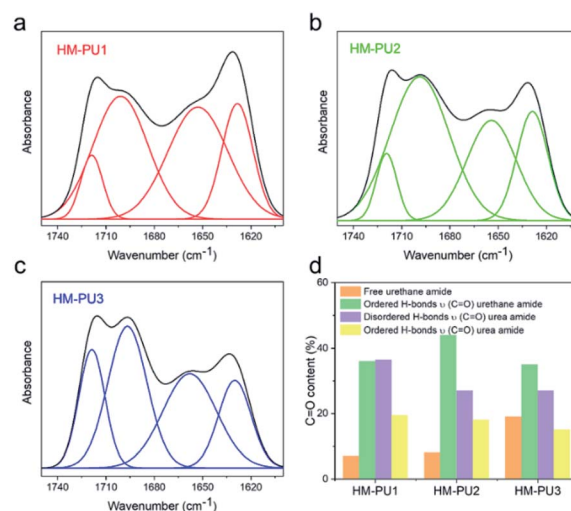 a
HM-PU1
Absorbance
1740 1710 1680 1650 1620
Wavenumber (cm⁻¹)
b
HM-PU2
Absorbance
1740 1710 1680 1650 1620
Wavenumber (cm⁻¹)
c
HM-PU3
Absorbance
1740 1710 1680 1650 1620
Wavenumber (cm⁻¹)
d
60
40
20
0
C=O content (%)
Free urethane amide
Ordered H-bonds υ (C=O) urethane amide
Disordered H-bonds υ (C=O) urea amide
Ordered H-bonds υ (C=O) urea amide
HM-PU1 HM-PU2 HM-PU3